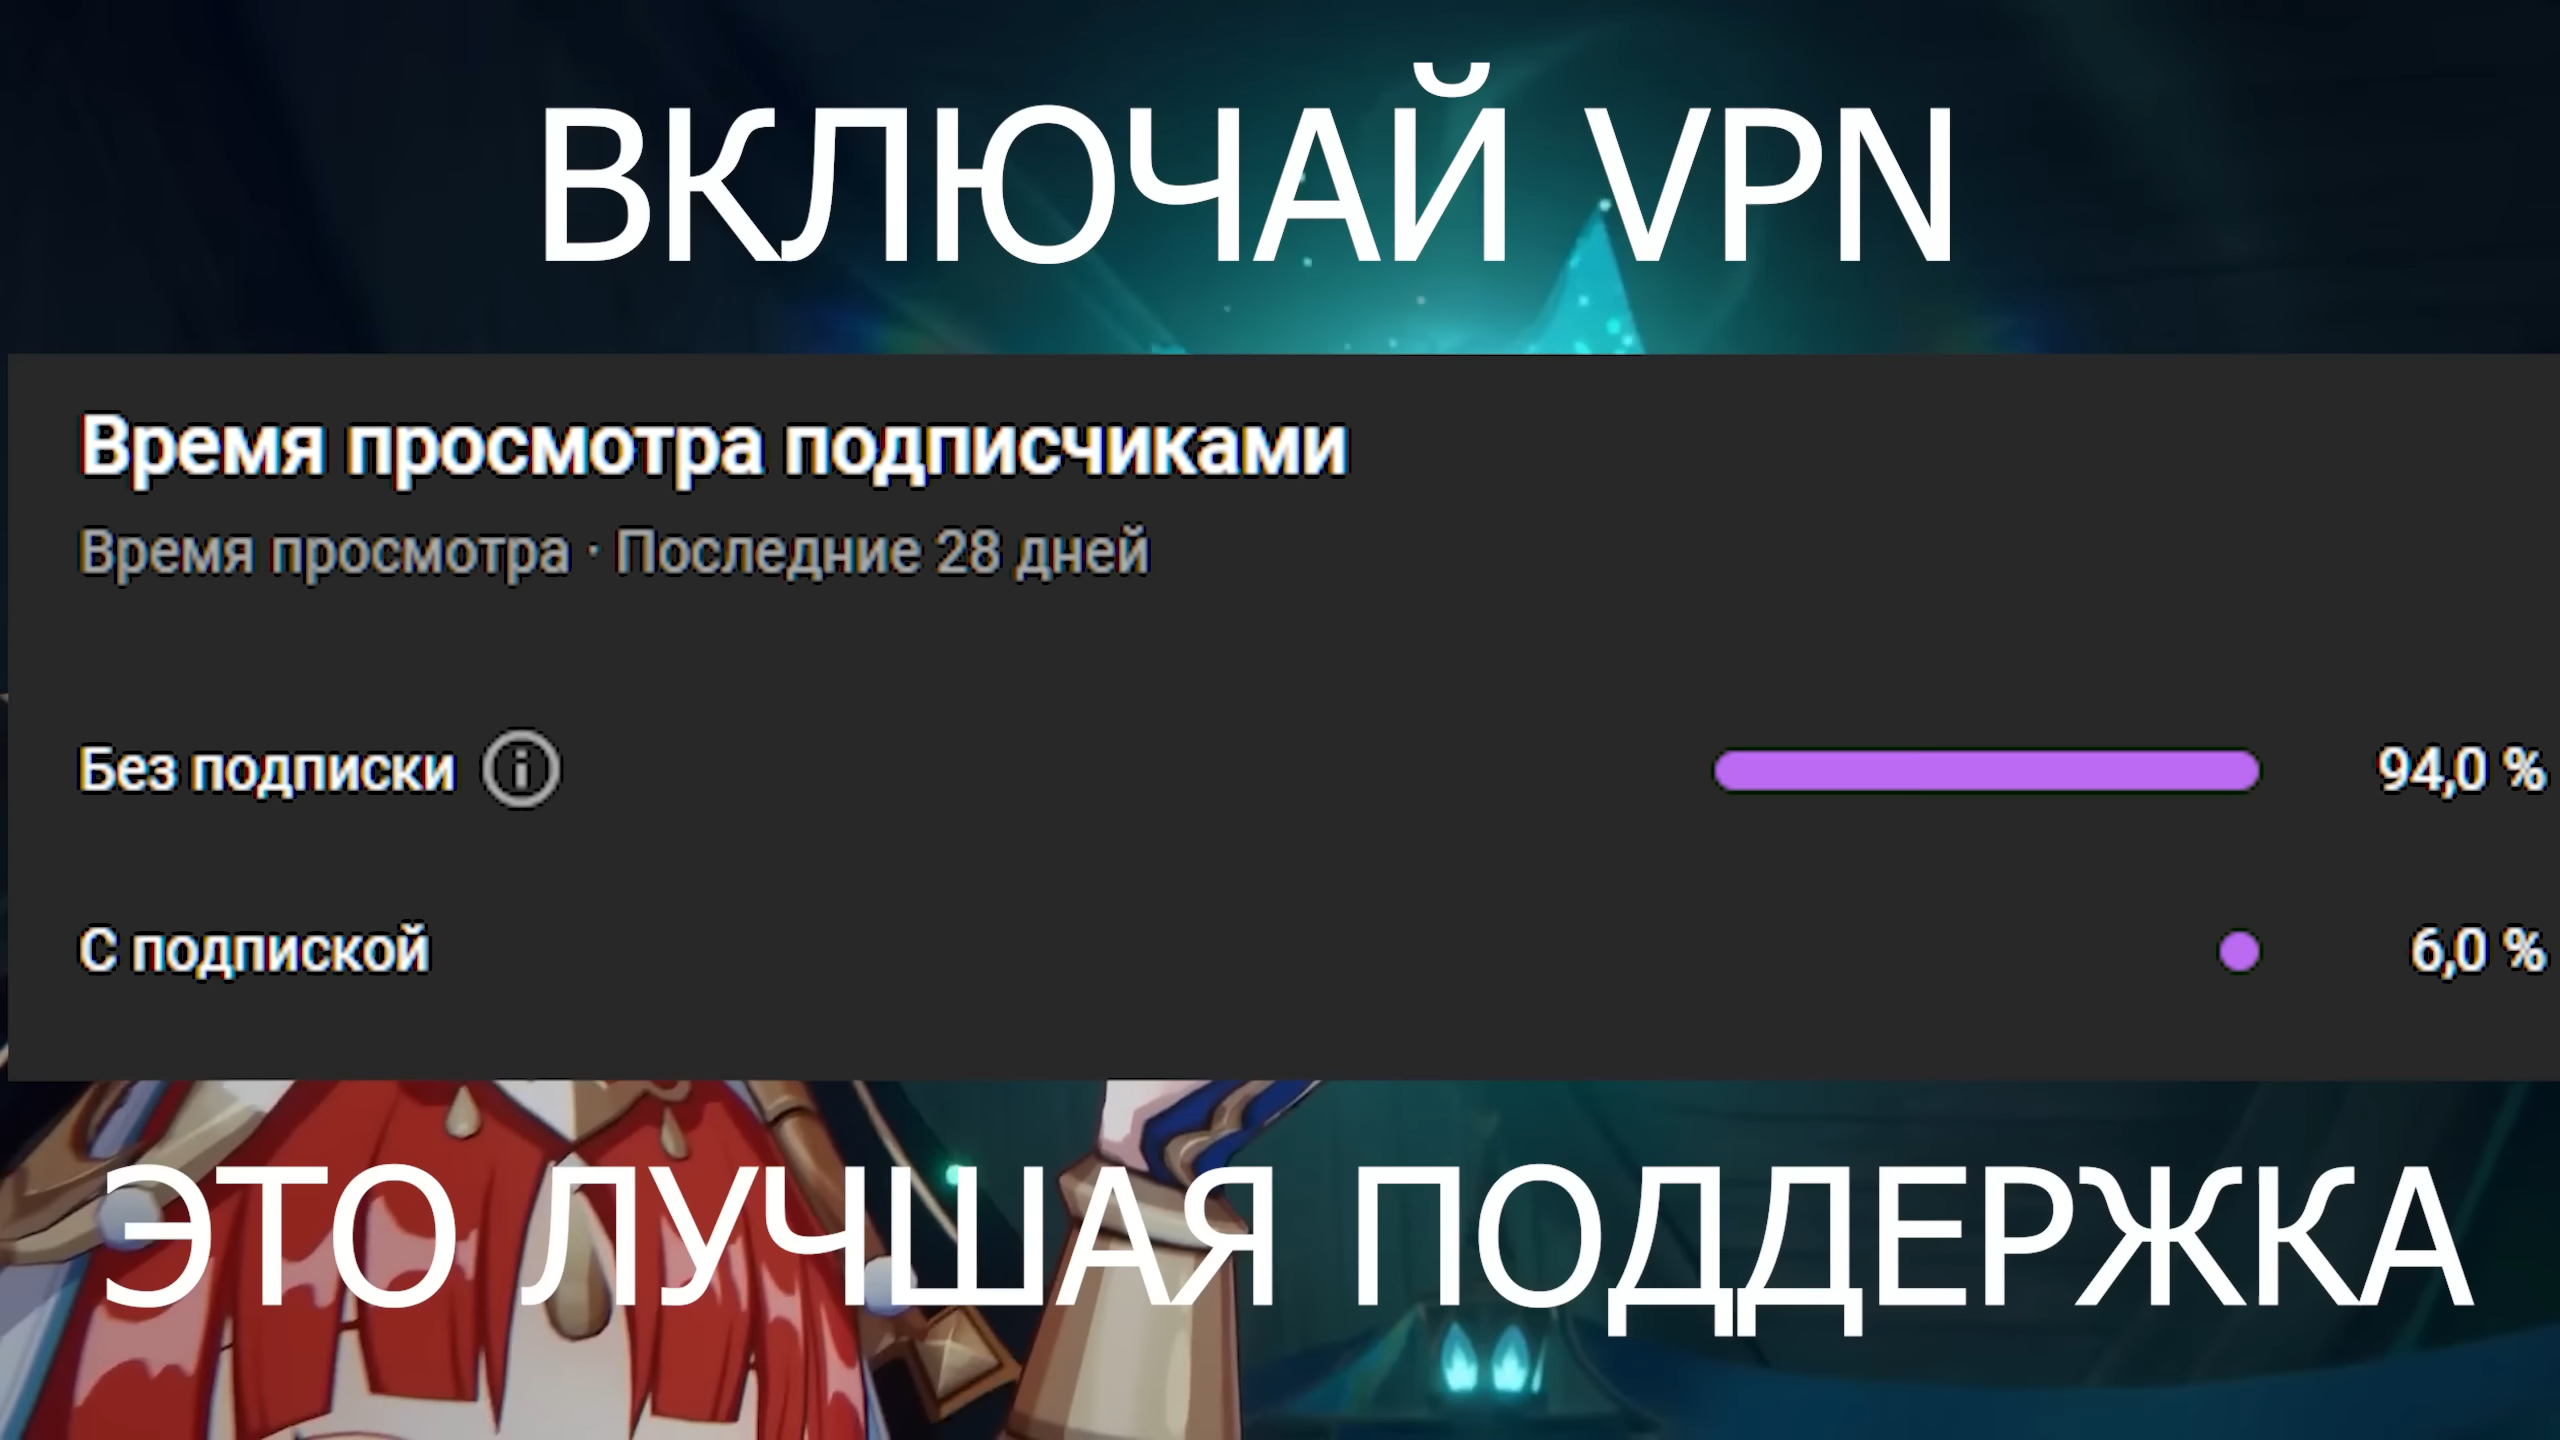 ВКЛЮЧАЙ VPN
Время просмотра подписчиками
Время просмотра · Последние 28 дней
Без подписки 94,0 %
С подпиской 6,0 %
ЭТО ЛУЧШАЯ ПОДДЕРЖКА